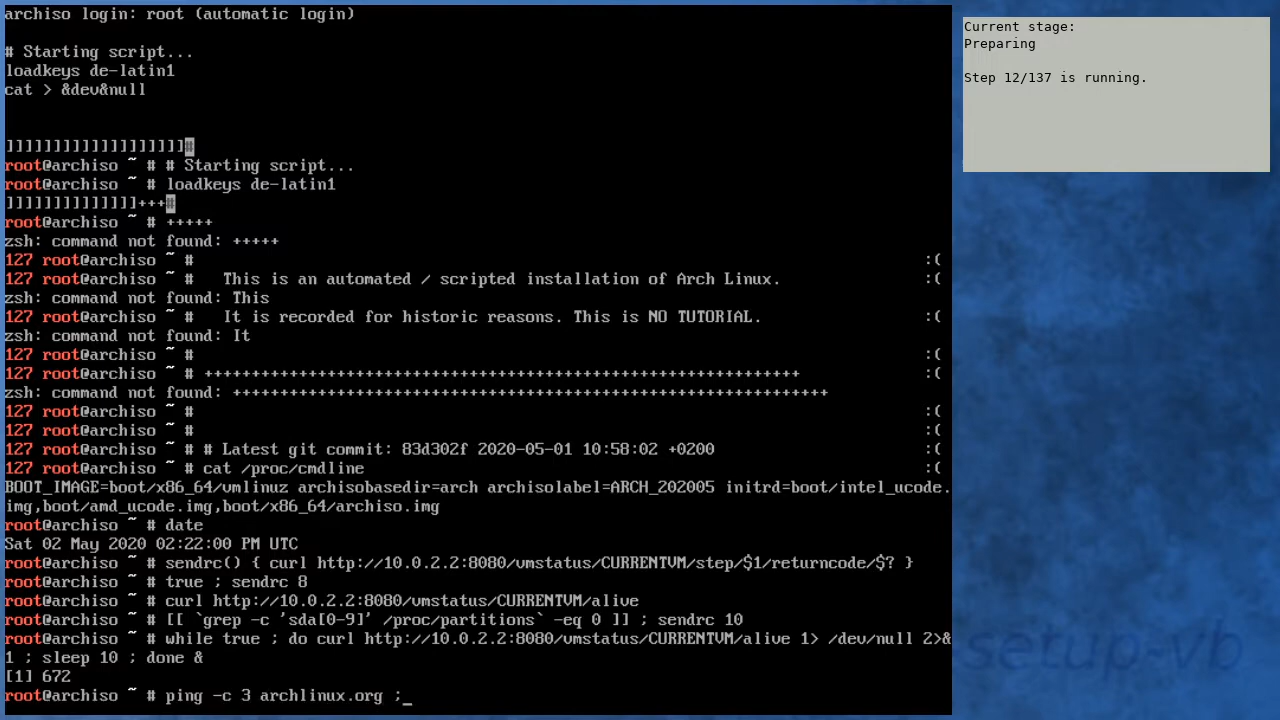 archiso login: root (automatic login)
# Starting script...
loadkeys de-latin1
cat > &dev&null
]]]]]]]]]]]]]]]]]]]#
root@archiso ~ # # Starting script...
root@archiso ~ # loadkeys de-latin1
]]]]]]]]]]]]]]+++#
root@archiso ~ # +++++
zsh: command not found: +++++
127 root@archiso ~ # :(
127 root@archiso ~ #   This is an automated / scripted installation of Arch Linux. :(
zsh: command not found: This
127 root@archiso ~ #   It is recorded for historic reasons. This is NO TUTORIAL. :(
zsh: command not found: It
127 root@archiso ~ # :(
127 root@archiso ~ # +++++++++++++++++++++++++++++++++++++++++++++++++++++++++++++++ :(
zsh: command not found: +++++++++++++++++++++++++++++++++++++++++++++++++++++++++++++++
127 root@archiso ~ # :(
127 root@archiso ~ # :(
127 root@archiso ~ # # Latest git commit: 83d302f 2020-05-01 10:58:02 +0200 :(
127 root@archiso ~ # cat /proc/cmdline :(
BOOT_IMAGE=boot/x86_64/vmlinuz archisobasedir=arch archisolabel=ARCH_202005 initrd=boot/intel_ucode.
img,boot/amd_ucode.img,boot/x86_64/archiso.img
root@archiso ~ # date
Sat 02 May 2020 02:22:00 PM UTC
root@archiso ~ # sendrc() { curl http://10.0.2.2:8080/vmstatus/CURRENTVM/step/$1/returncode/$? }
root@archiso ~ # true ; sendrc 8
root@archiso ~ # curl http://10.0.2.2:8080/vmstatus/CURRENTVM/alive
root@archiso ~ # [[ `grep -c 'sda[0-9]' /proc/partitions` -eq 0 ]] ; sendrc 10
root@archiso ~ # while true ; do curl http://10.0.2.2:8080/vmstatus/CURRENTVM/alive 1> /dev/null 2>&
1 ; sleep 10 ; done &
[1] 672
root@archiso ~ # ping -c 3 archlinux.org ;_
Current stage:
Preparing
Step 12/137 is running.
setup-vb